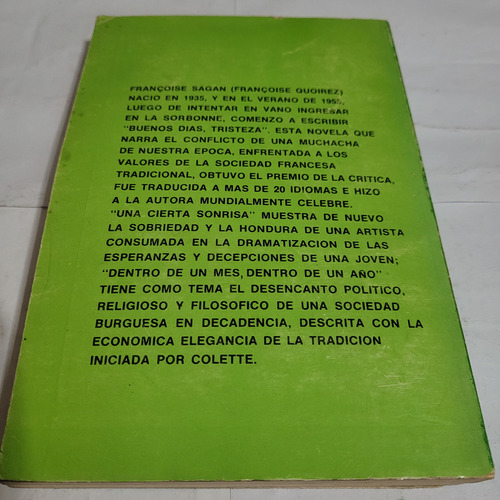 FRANÇOISE SAGAN (FRANÇOISE QUOIREZ)
NACIO EN 1935, Y EN EL VERANO DE 1955,
LUEGO DE INTENTAR EN VANO INGRESAR
EN LA SORBONNE, COMENZO A ESCRIBIR
"BUENOS DIAS, TRISTEZA". ESTA NOVELA QUE
NARRA EL CONFLICTO DE UNA MUCHACHA
DE NUESTRA EPOCA, ENFRENTADA A LOS
VALORES DE LA SOCIEDAD FRANCESA
TRADICIONAL, OBTUVO EL PREMIO DE LA CRITICA,
FUE TRADUCIDA A MAS DE 20 IDIOMAS E HIZO
A LA AUTORA MUNDIALMENTE CELEBRE.
"UNA CIERTA SONRISA" MUESTRA DE NUEVO
LA SOBRIEDAD Y LA HONDURA DE UNA ARTISTA
CONSUMADA EN LA DRAMATIZACION DE LAS
ESPERANZAS Y DECEPCIONES DE UNA JOVEN;
"DENTRO DE UN MES, DENTRO DE UN AÑO"
TIENE COMO TEMA EL DESENCANTO POLITICO,
RELIGIOSO Y FILOSOFICO DE UNA SOCIEDAD
BURGUESA EN DECADENCIA, DESCRITA CON LA
ECONOMICA ELEGANCIA DE LA TRADICION
INICIADA POR COLETTE.